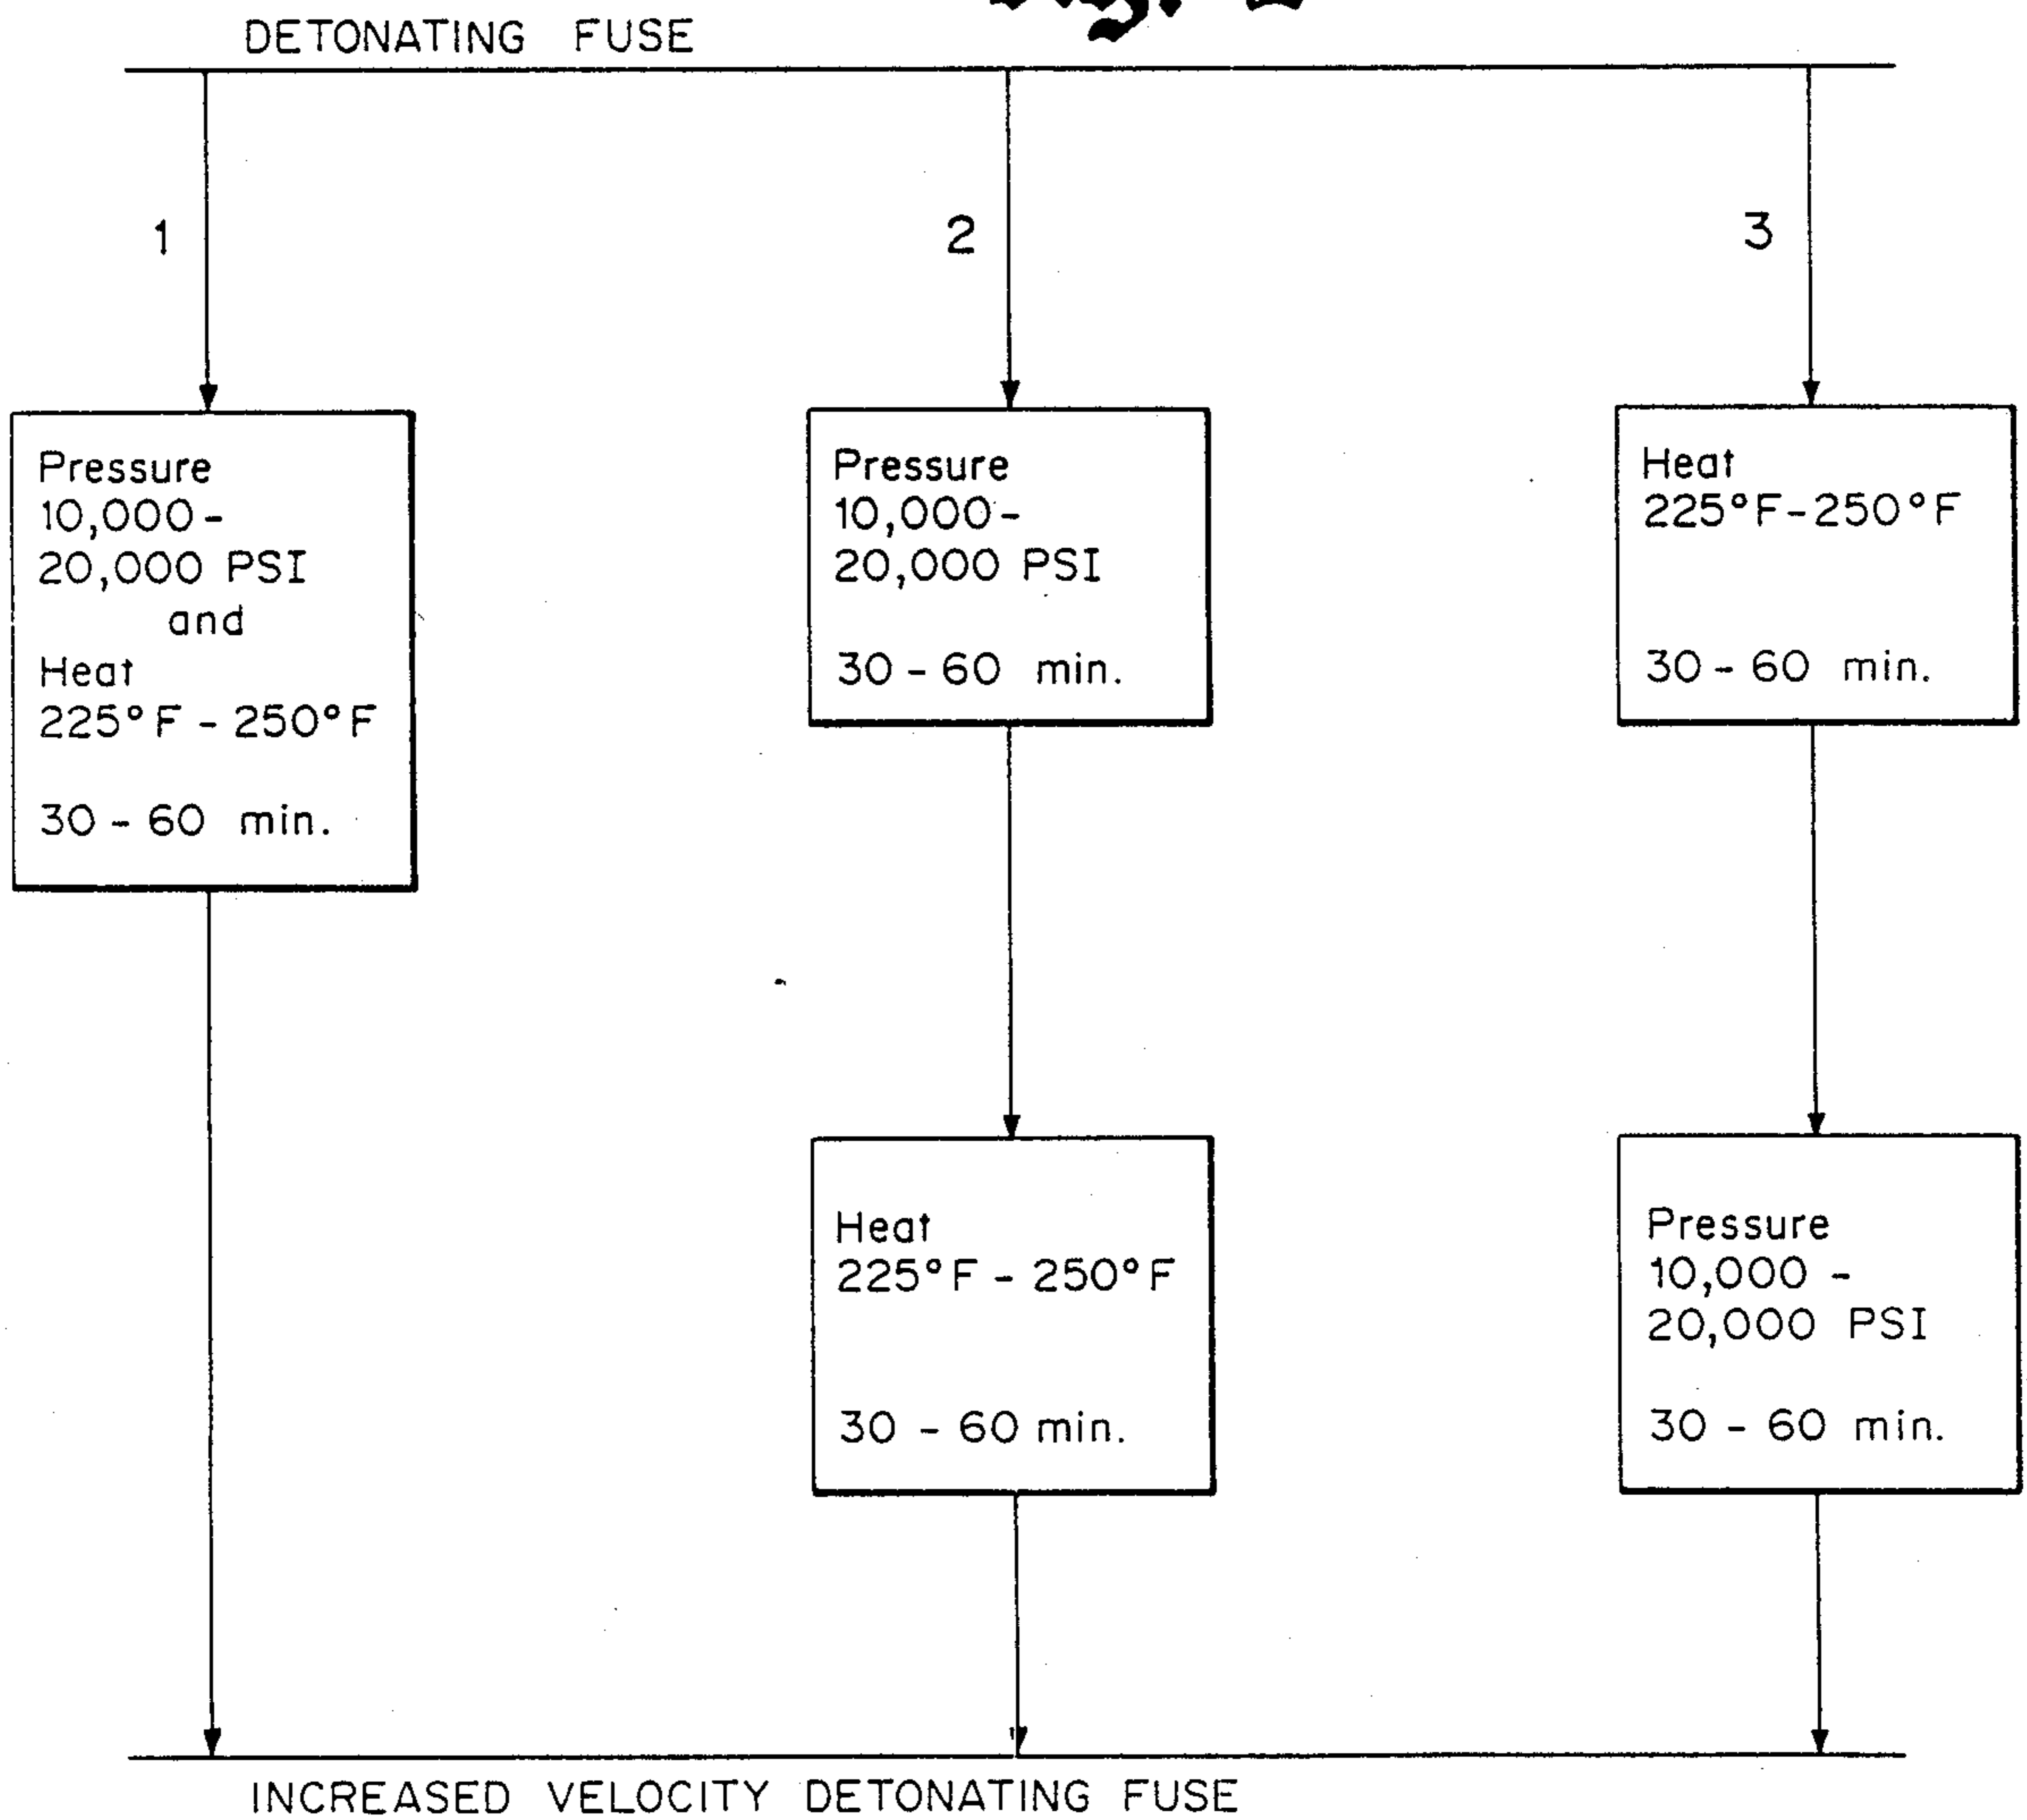 DETONATING FUSE
1
2
3
Pressure
10,000-
20,000 PSI
and
Heat
225°F - 250°F
30 - 60 min.
Pressure
10,000-
20,000 PSI
30 - 60 min.
Heat
225°F-250°F
30 - 60 min.
Heat
225°F - 250°F
30 - 60 min.
Pressure
10,000 -
20,000 PSI
30 - 60 min.
INCREASED VELOCITY DETONATING FUSE